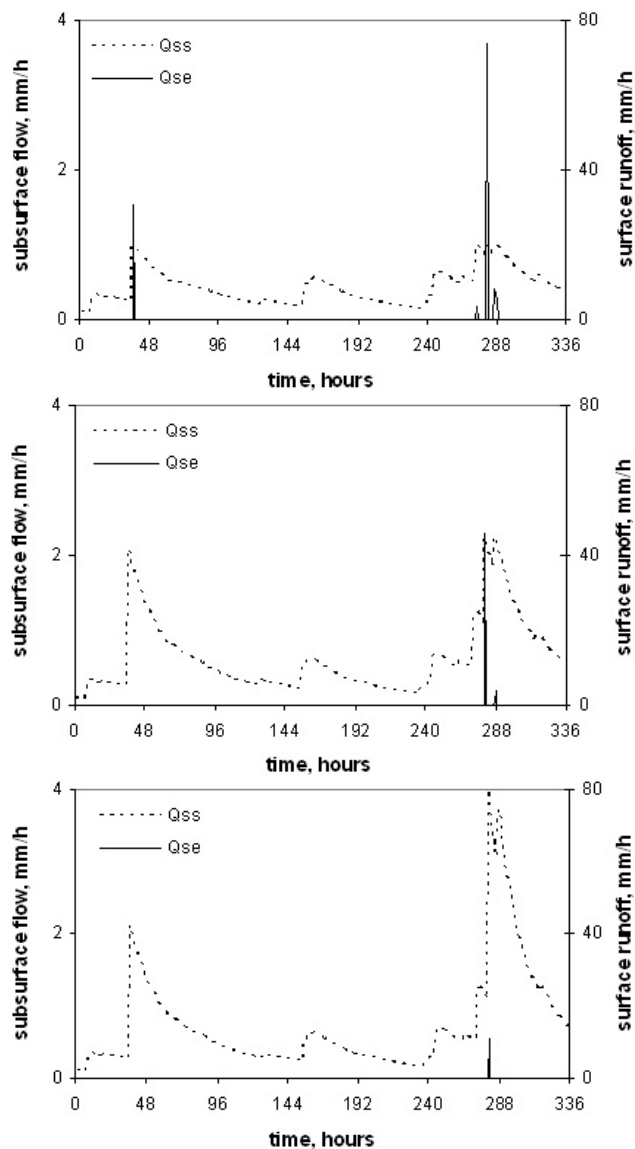 4
2
0
subsurface flow, mm/h
Qss
Qse
80
40
0
surface runoff, mm/h
0 48 96 144 192 240 288 336
time, hours
4
2
0
subsurface flow, mm/h
Qss
Qse
80
40
0
surface runoff, mm/h
0 48 96 144 192 240 288 336
time, hours
4
2
0
subsurface flow, mm/h
Qss
Qse
80
40
0
surface runoff, mm/h
0 48 96 144 192 240 288 336
time, hours